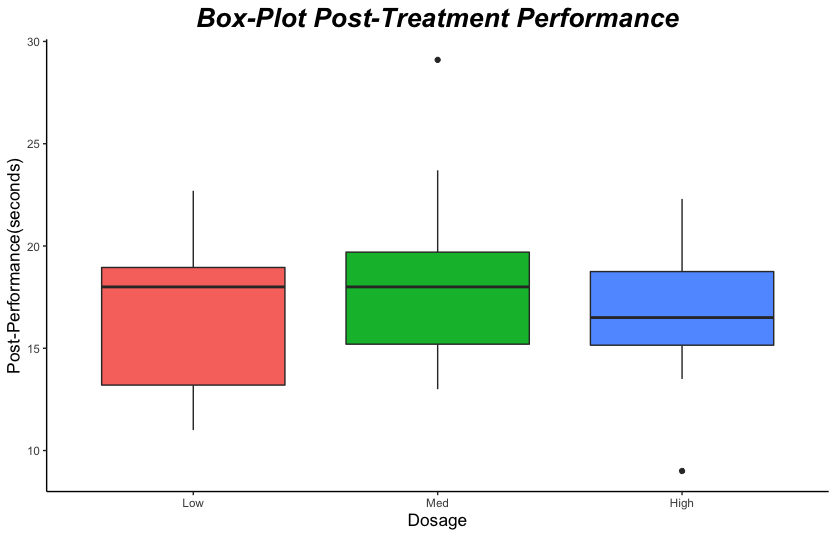 Box-Plot Post-Treatment Performance
30
25
20
15
10
Post-Performance(seconds)
Low Med High
Dosage